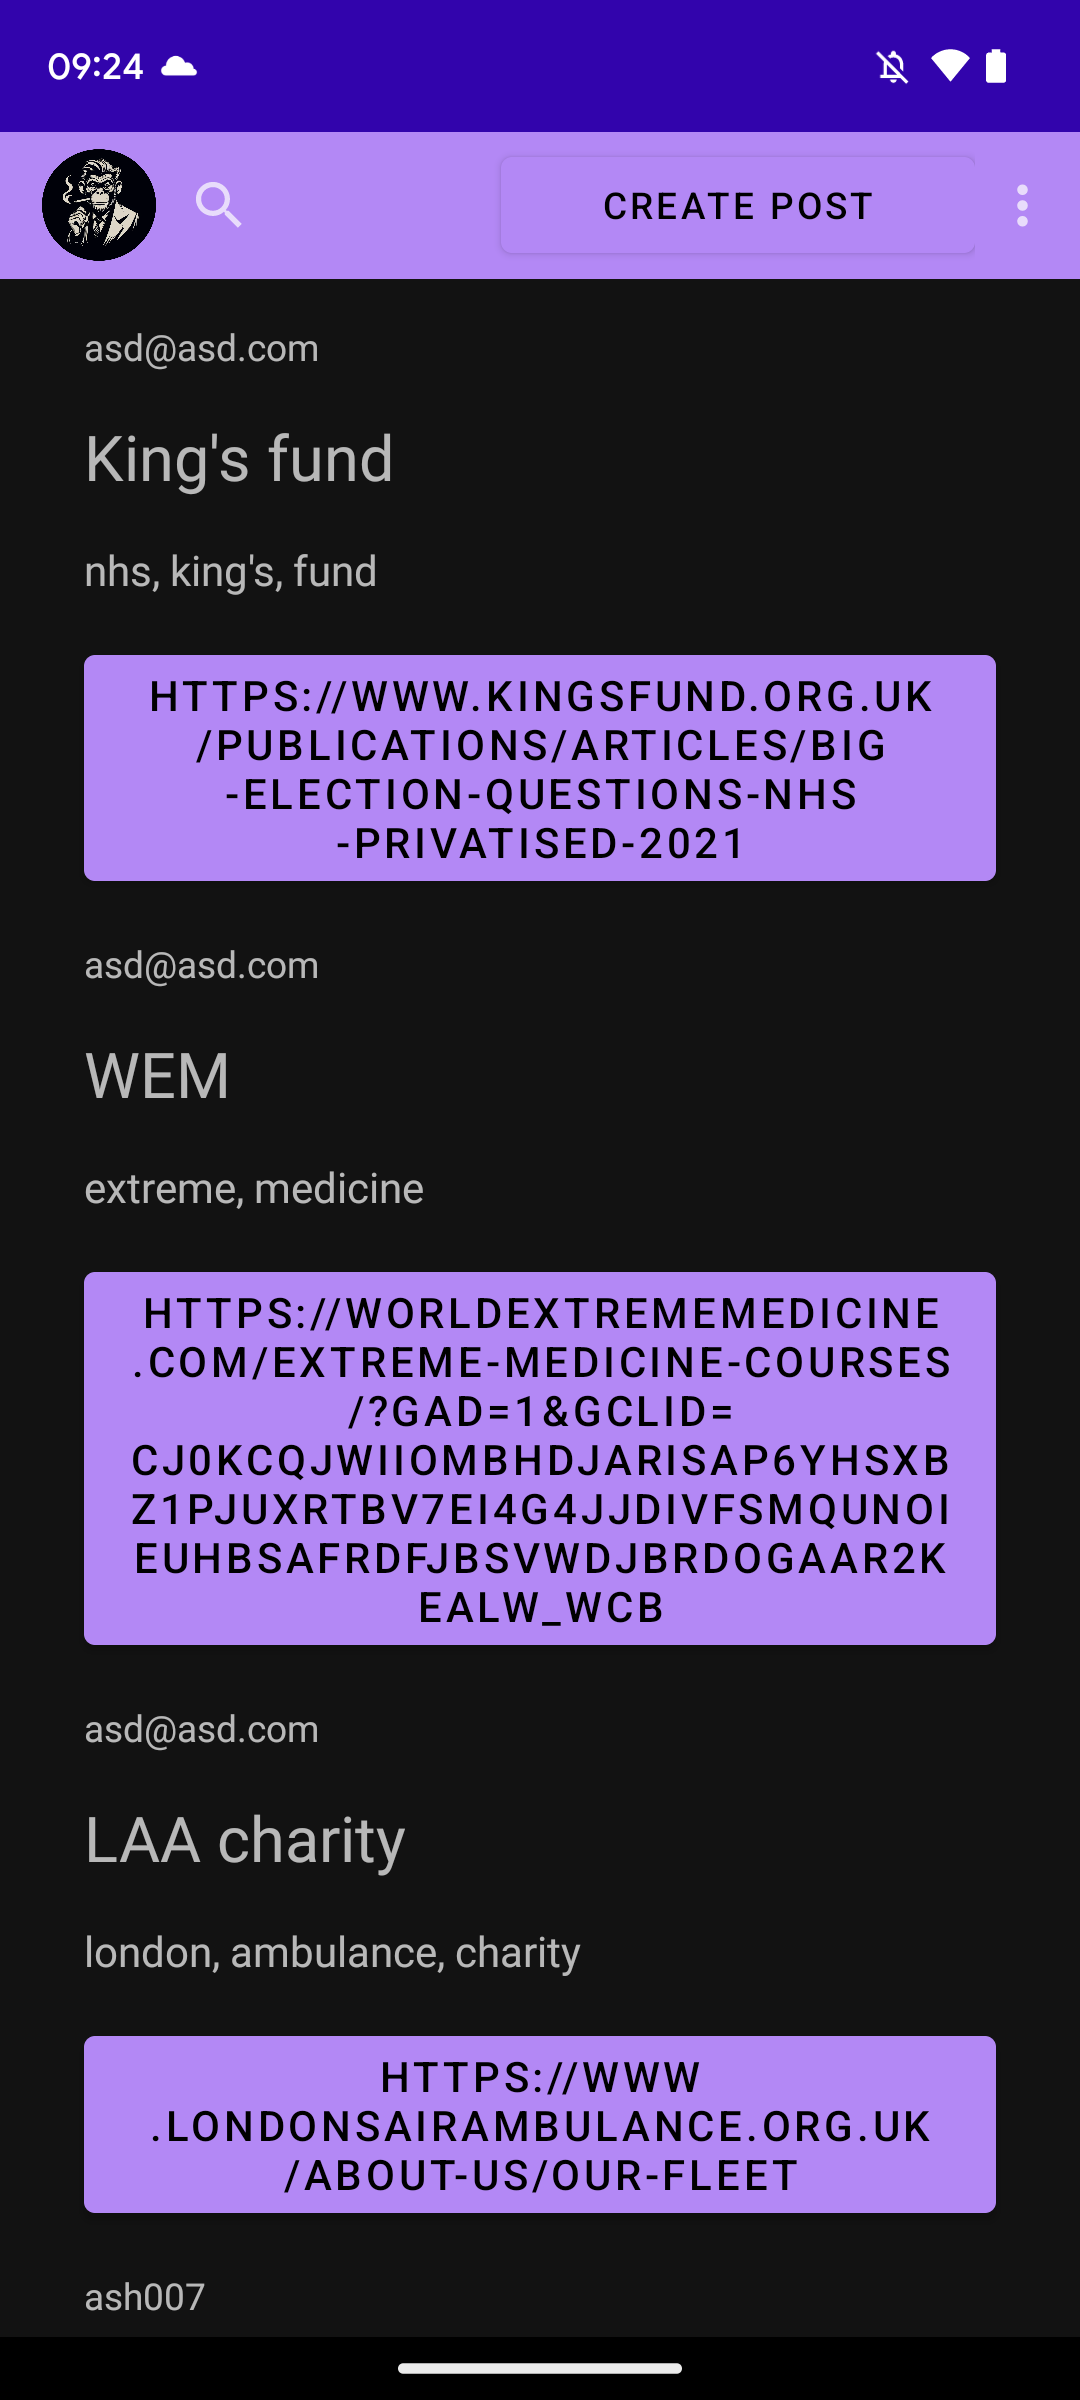 09:24
CREATE POST
asd@asd.com
King's fund
nhs, king's, fund
HTTPS://WWW.KINGSFUND.ORG.UK
/PUBLICATIONS/ARTICLES/BIG
-ELECTION-QUESTIONS-NHS
-PRIVATISED-2021
asd@asd.com
WEM
extreme, medicine
HTTPS://WORLDEXTREMEMEDICINE
.COM/EXTREME-MEDICINE-COURSES
/?GAD=1&GCLID=
CJ0KCQJWIIOMBHDJARISAP6YHSXB
Z1PJUXRTBV7EI4G4JJDIVFSMQUNOI
EUHBSAFRDFJBSVWDJBRDOGAAR2K
EALW_WCB
asd@asd.com
LAA charity
london, ambulance, charity
HTTPS://WWW
.LONDONSAIRAMBULANCE.ORG.UK
/ABOUT-US/OUR-FLEET
ash007